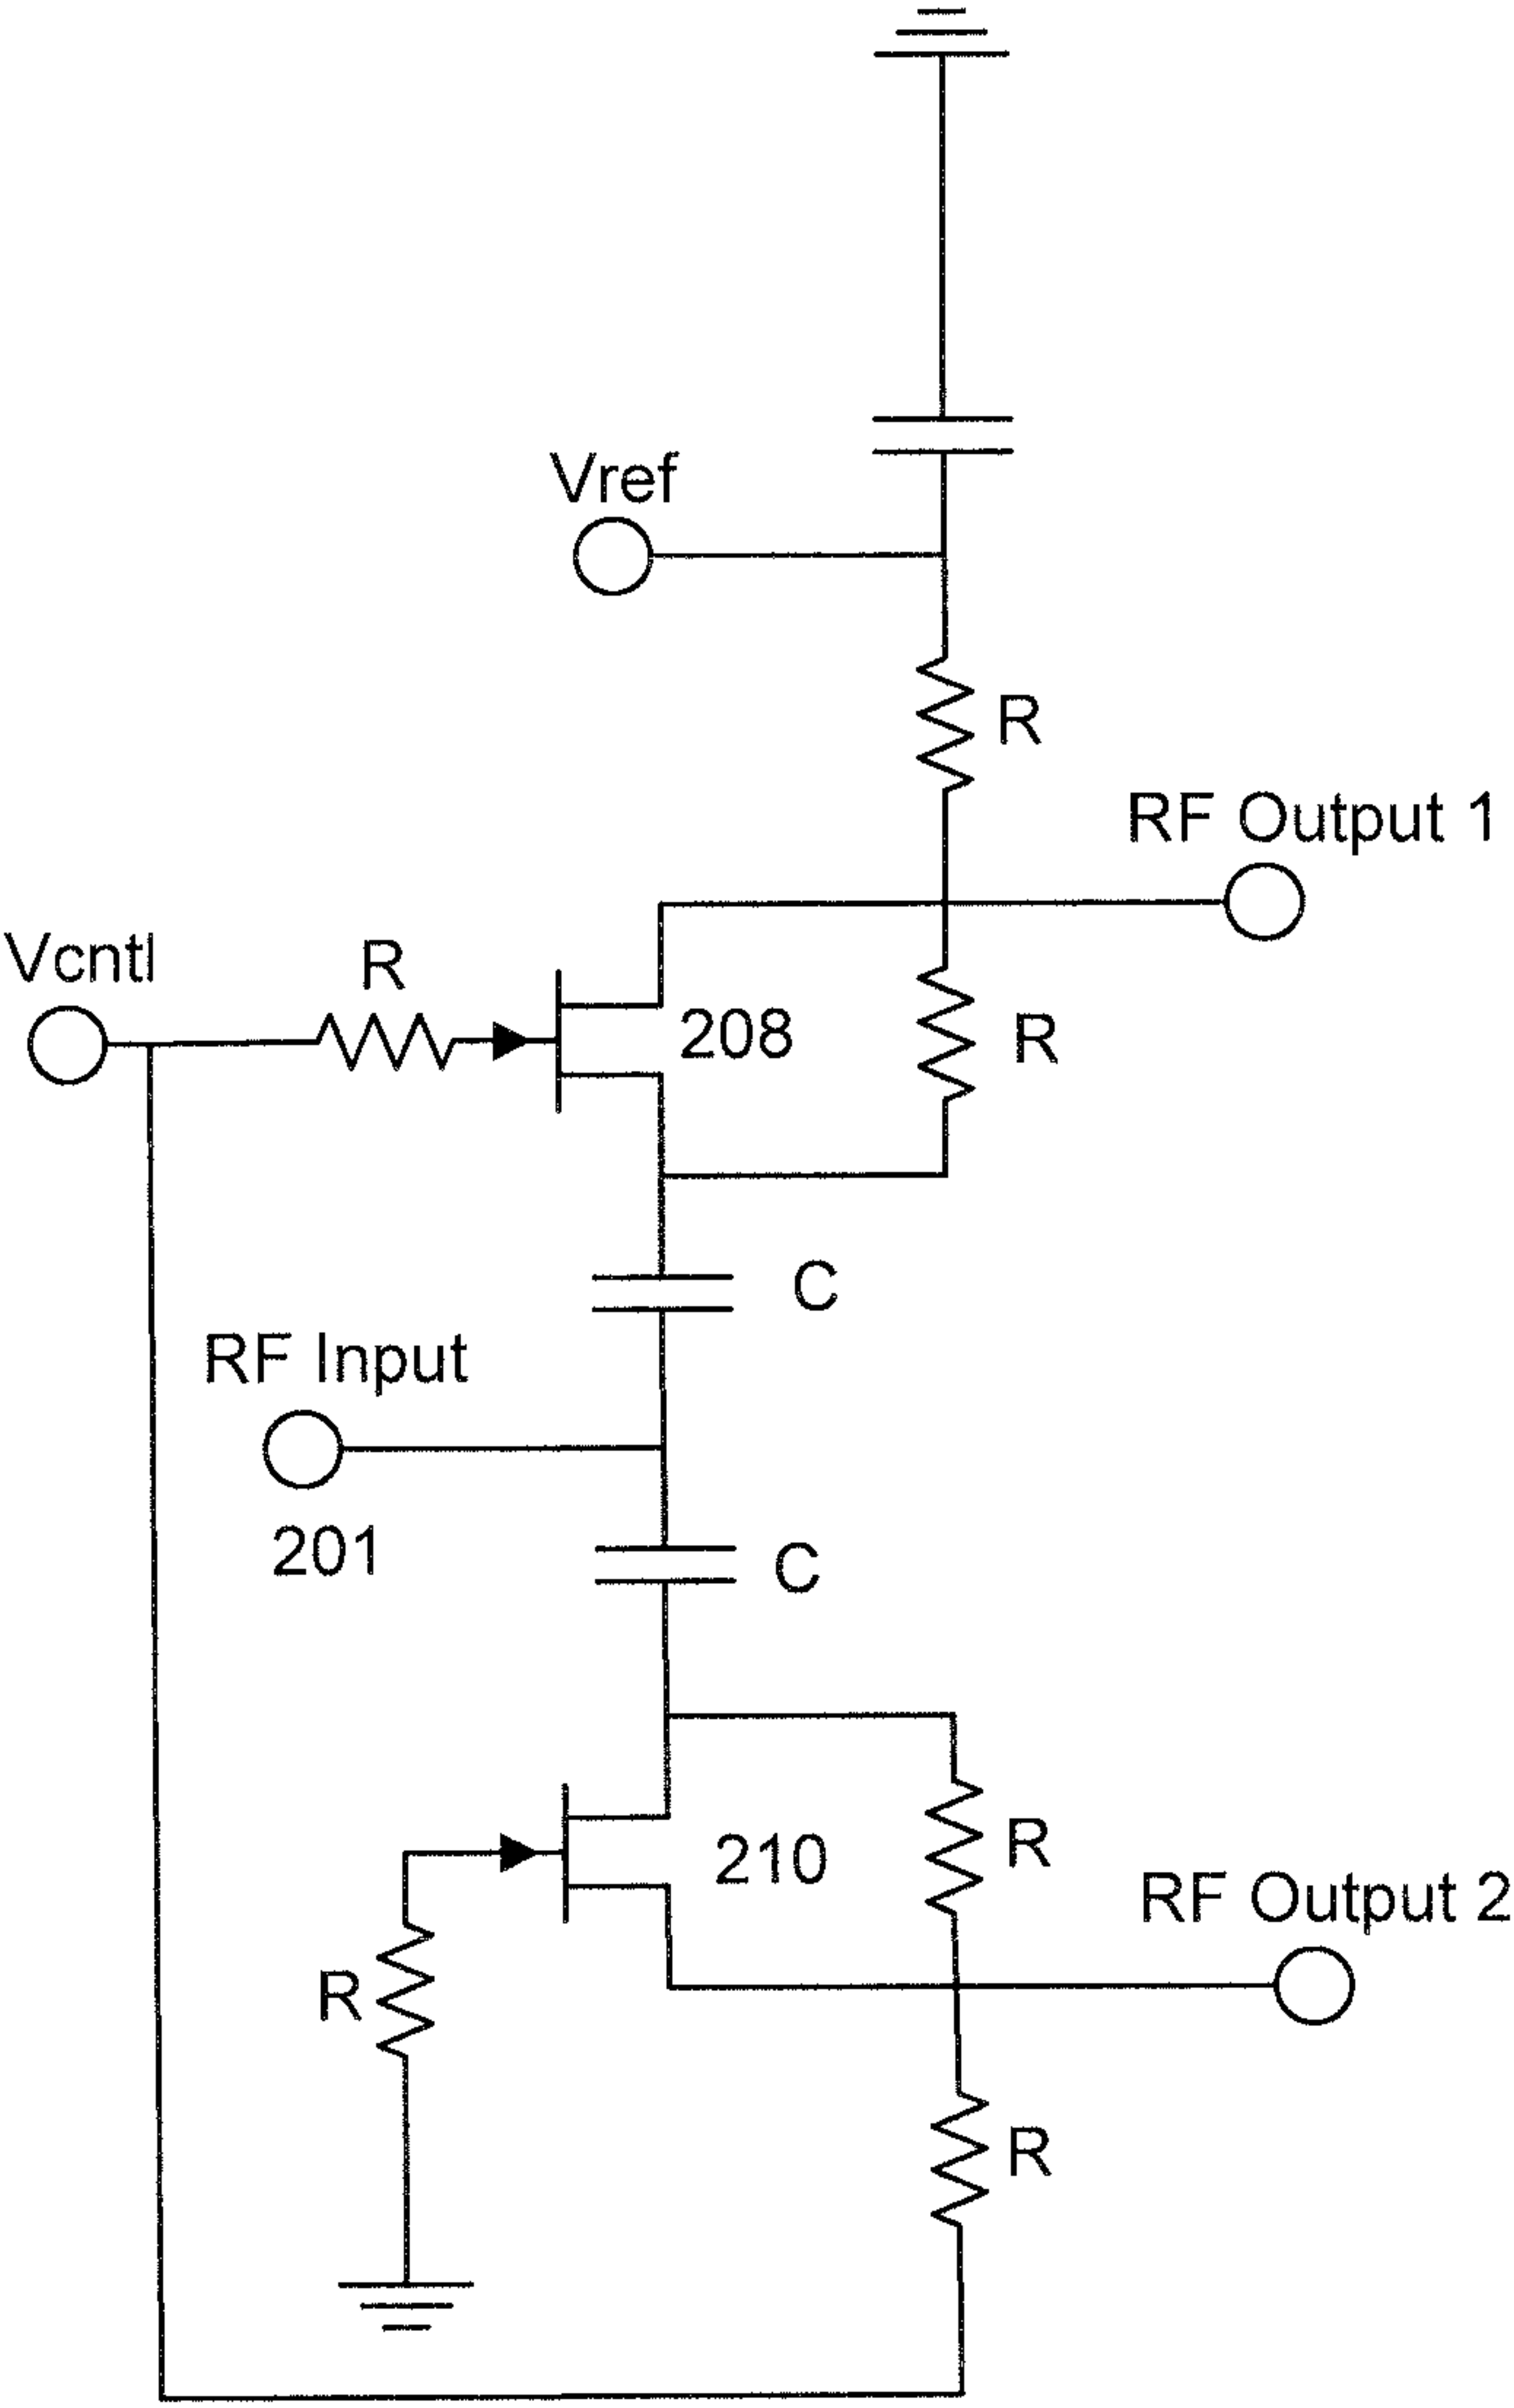 Vref
R
RF Output 1
Vcntl
R
208
R
C
RF Input
201
C
210
R
RF Output 2
R
R